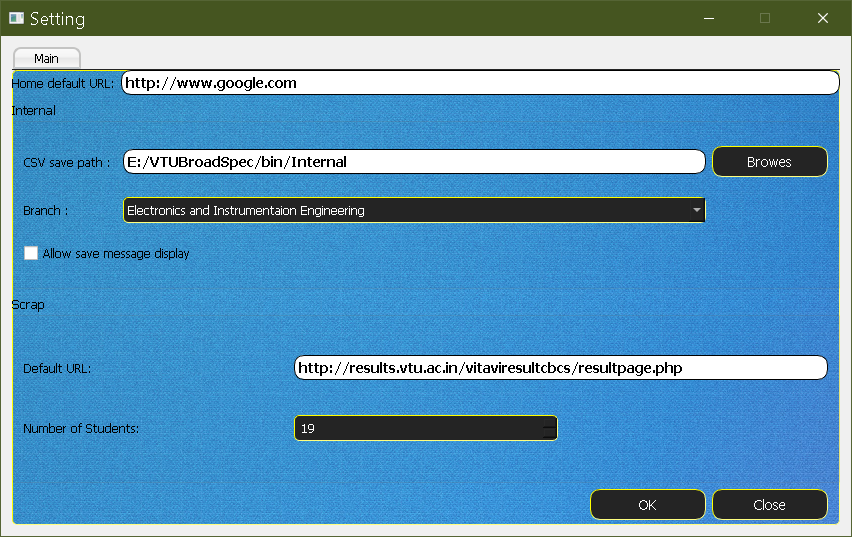 Setting
Main
Home default URL: http://www.google.com
Internal
CSV save path : E:/VTUBroadSpec/bin/Internal Browes
Branch : Electronics and Instrumentaion Engineering
Allow save message display
Scrap
Default URL: http://results.vtu.ac.in/vitaviresultcbcs/resultpage.php
Number of Students: 19
OK Close